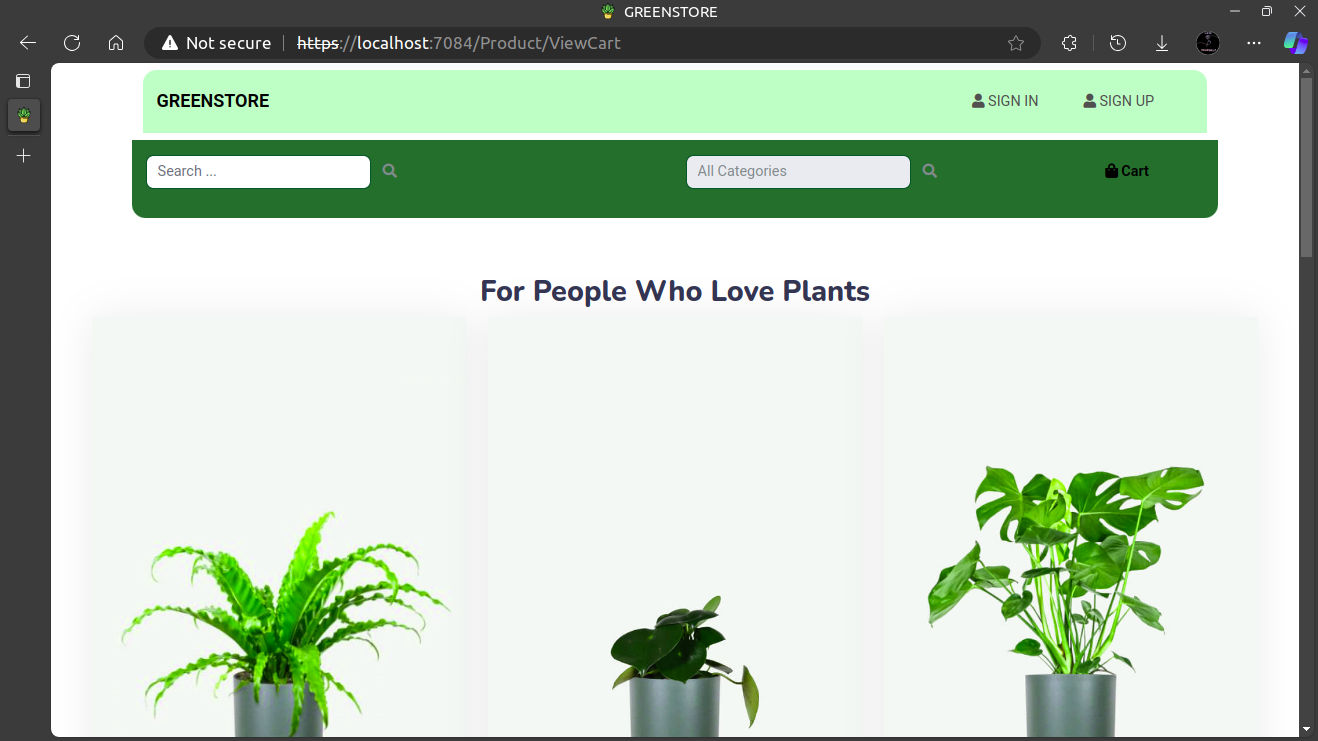 GREENSTORE
Not secure https://localhost:7084/Product/ViewCart
GREENSTORE SIGN IN SIGN UP
Search ... All Categories Cart
For People Who Love Plants